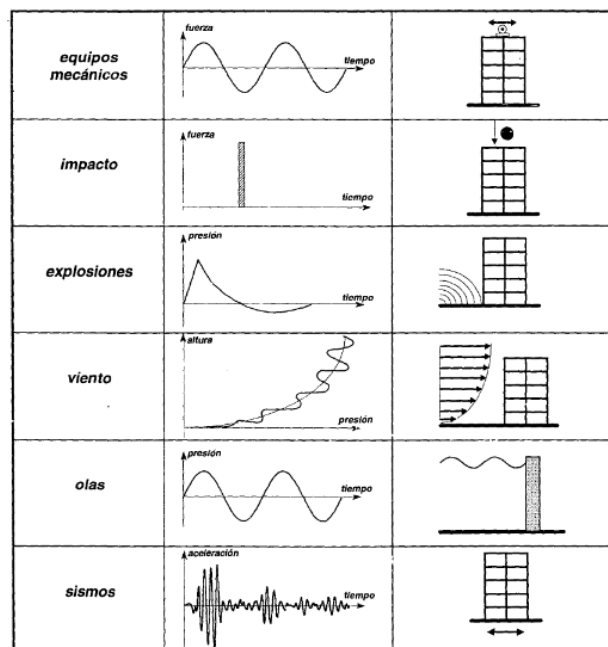 equipos
mecánicos
fuerza
tiempo
impacto
fuerza
tiempo
explosiones
presión
tiempo
viento
altura
presión
olas
presión
tiempo
sismos
aceleración
tiempo